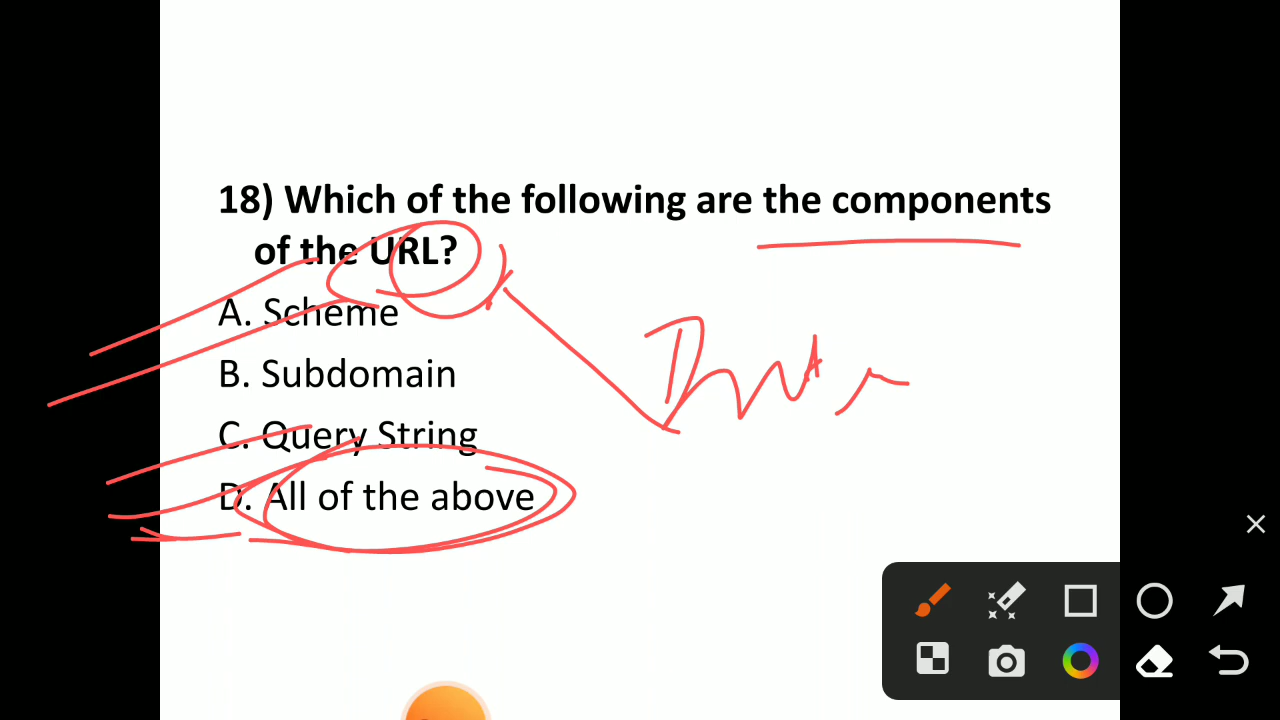 18) Which of the following are the components
of the URL?
A. Scheme
B. Subdomain
C. Query String
D. All of the above